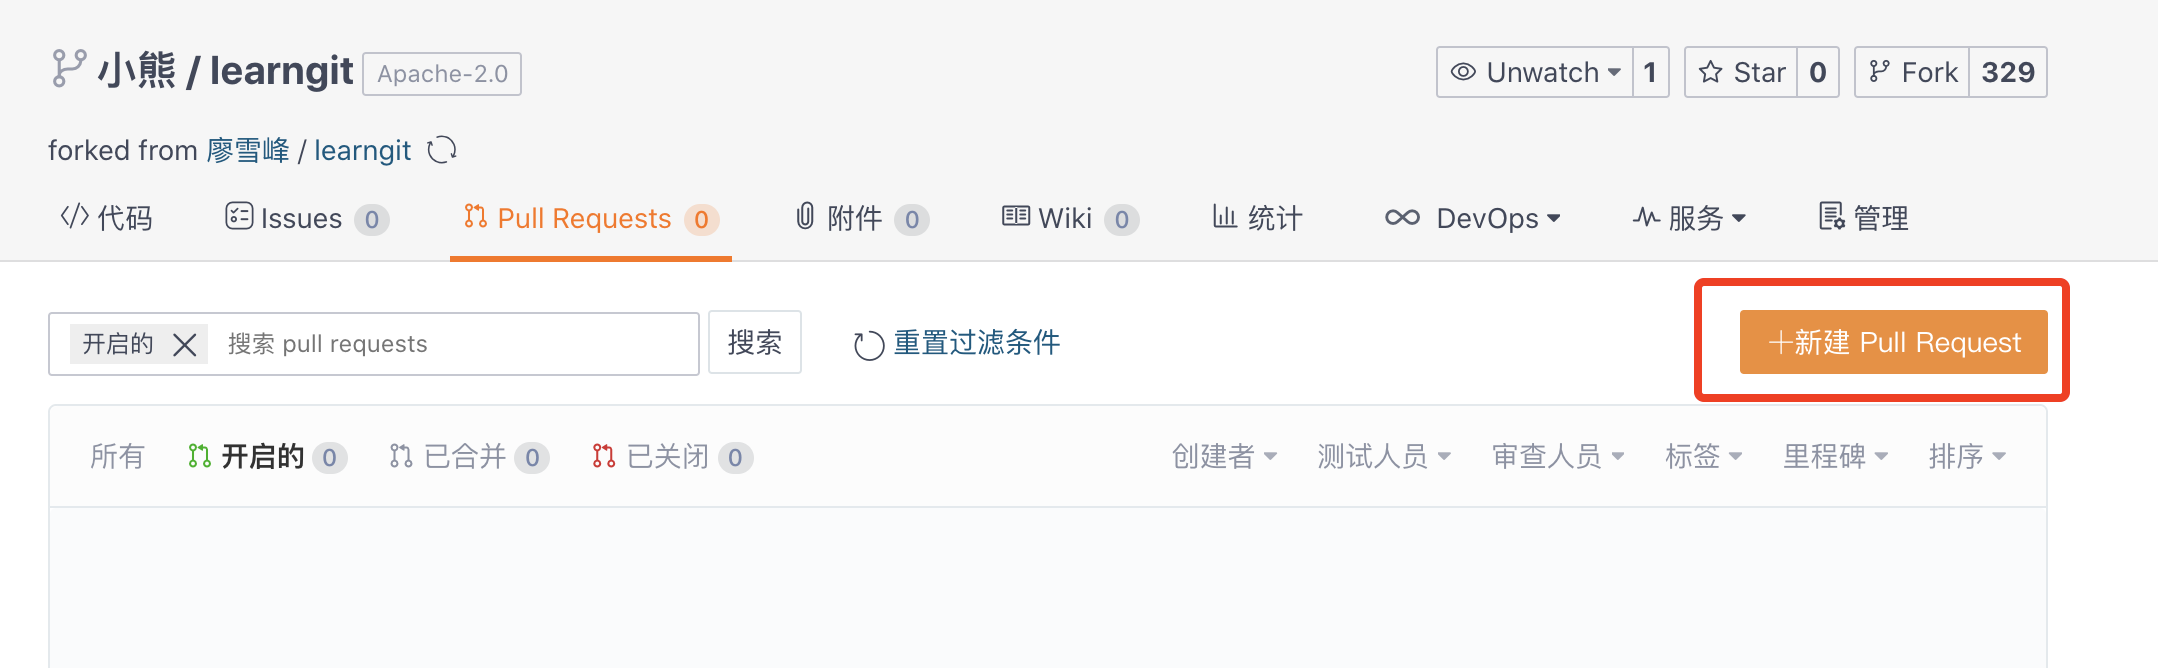 小熊 / learngit Apache-2.0 Unwatch 1 Star 0 Fork 329
forked from 廖雪峰 / learngit
代码 Issues 0 Pull Requests 0 附件 0 Wiki 0 统计 DevOps 服务 管理
开启的 搜索 pull requests 搜索 重置过滤条件 +新建 Pull Request
所有 开启的 0 已合并 0 已关闭 0 创建者 测试人员 审查人员 标签 里程碑 排序